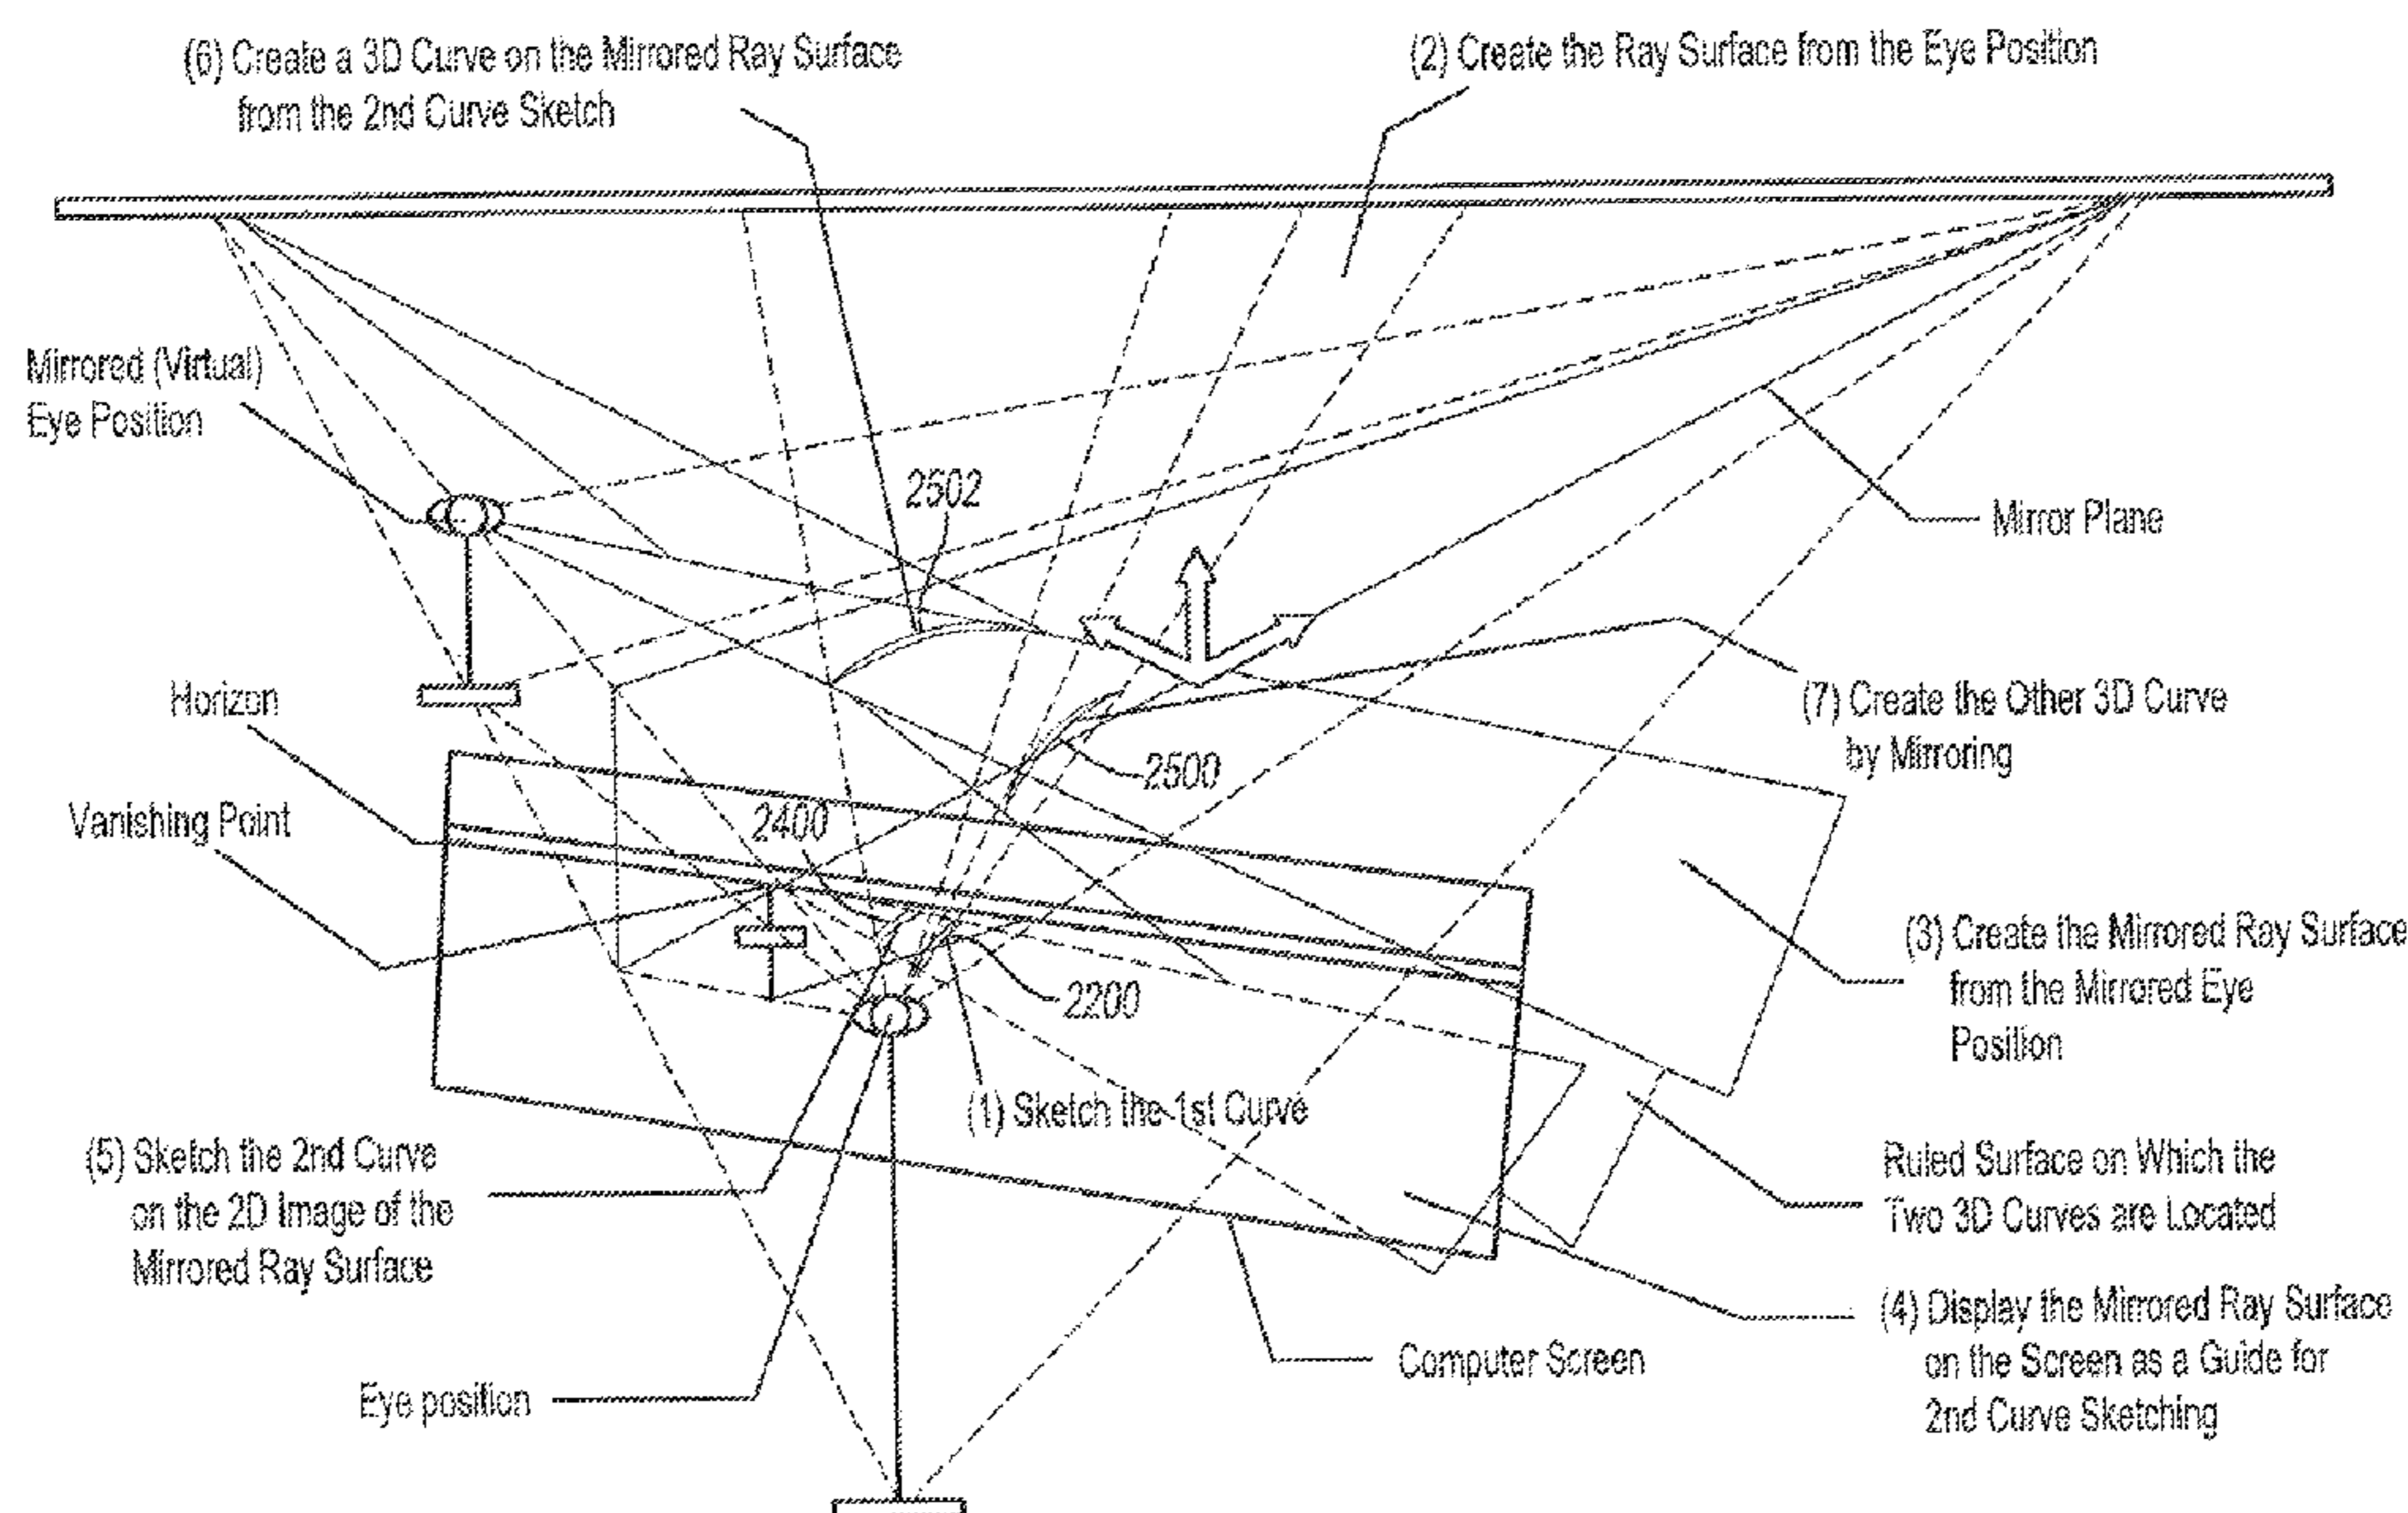 (6) Create a 3D Curve on the Mirrored Ray Surface
from the 2nd Curve Sketch
(2) Create the Ray Surface from the Eye Position
Mirrored (Virtual)
Eye Position
2502
Mirror Plane
Horizon
(7) Create the Other 3D Curve
by Mirroring
2500
Vanishing Point
2400
(3) Create the Mirrored Ray Surface
from the Mirrored Eye
Position
2200
(1) Sketch the 1st Curve
(5) Sketch the 2nd Curve
on the 2D Image of the
Mirrored Ray Surface
Ruled Surface on Which the
Two 3D Curves are Located
(4) Display the Mirrored Ray Surface
on the Screen as a Guide for
2nd Curve Sketching
Computer Screen
Eye position